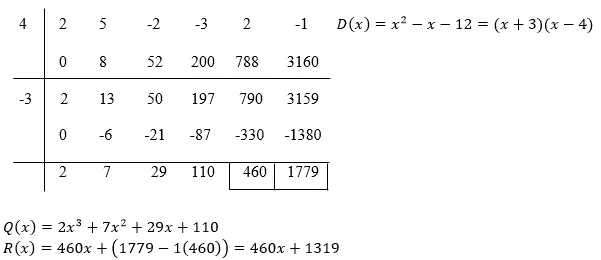 4 2 5 -2 -3 2 -1 D(x) = x² − x − 12 = (x + 3)(x − 4)
0 8 52 200 788 3160
-3 2 13 50 197 790 3159
0 -6 -21 -87 -330 -1380
2 7 29 110 460 1779
Q(x) = 2x³ + 7x² + 29x + 110
R(x) = 460x + (1779 − 1(460)) = 460x + 1319